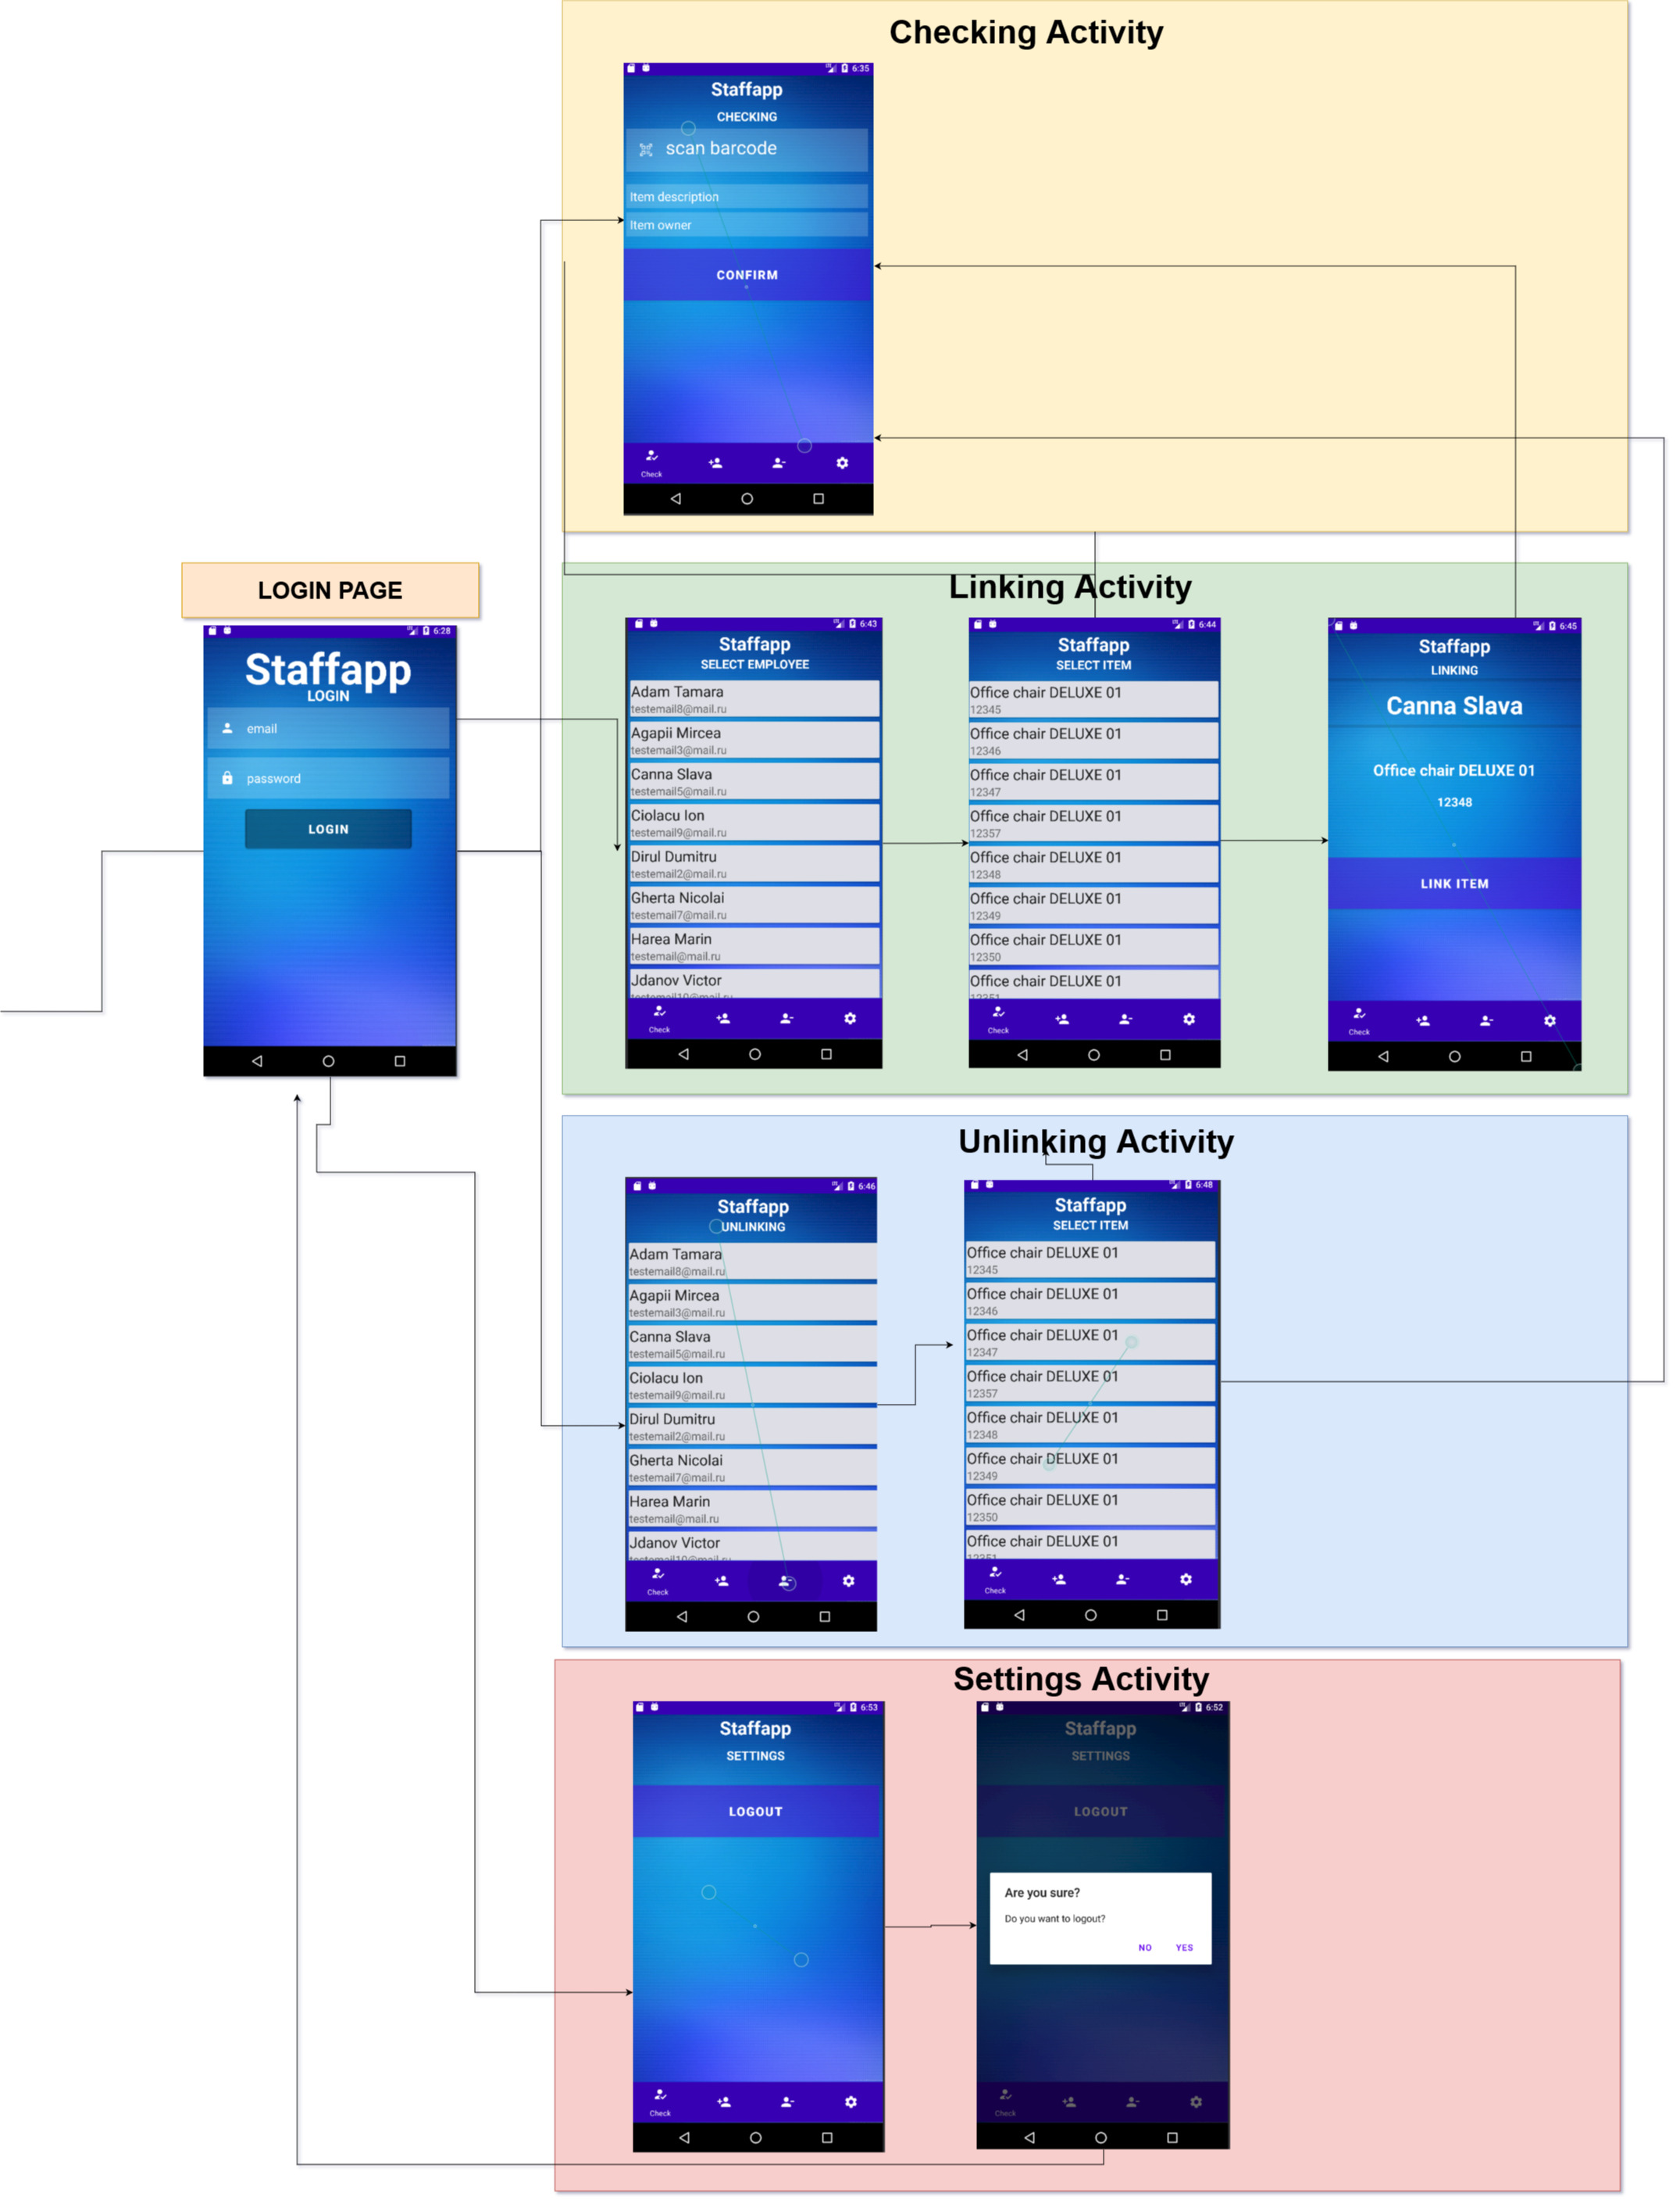 Checking Activity
6:35
Staffapp
CHECKING
scan barcode
Item description
Item owner
CONFIRM
Check
LOGIN PAGE
6:28
Staffapp
LOGIN
email
password
LOGIN
Linking Activity
6:43
Staffapp
SELECT EMPLOYEE
Adam Tamara
testemail8@mail.ru
Agapii Mircea
testemail3@mail.ru
Canna Slava
testemail5@mail.ru
Ciolacu Ion
testemail9@mail.ru
Dirul Dumitru
testemail2@mail.ru
Gherta Nicolai
testemail7@mail.ru
Harea Marin
testemail@mail.ru
Jdanov Victor
testemail10@mail.ru
Check
6:44
Staffapp
SELECT ITEM
Office chair DELUXE 01
12345
Office chair DELUXE 01
12346
Office chair DELUXE 01
12347
Office chair DELUXE 01
12357
Office chair DELUXE 01
12348
Office chair DELUXE 01
12349
Office chair DELUXE 01
12350
Office chair DELUXE 01
12351
Check
6:45
Staffapp
LINKING
Canna Slava
Office chair DELUXE 01
12348
LINK ITEM
Check
Unlinking Activity
6:46
Staffapp
UNLINKING
Adam Tamara
testemail8@mail.ru
Agapii Mircea
testemail3@mail.ru
Canna Slava
testemail5@mail.ru
Ciolacu Ion
testemail9@mail.ru
Dirul Dumitru
testemail2@mail.ru
Gherta Nicolai
testemail7@mail.ru
Harea Marin
testemail@mail.ru
Jdanov Victor
testemail10@mail.ru
Check
6:48
Staffapp
SELECT ITEM
Office chair DELUXE 01
12345
Office chair DELUXE 01
12346
Office chair DELUXE 01
12347
Office chair DELUXE 01
12357
Office chair DELUXE 01
12348
Office chair DELUXE 01
12349
Office chair DELUXE 01
12350
Office chair DELUXE 01
12351
Check
Settings Activity
6:53
Staffapp
SETTINGS
LOGOUT
Check
6:52
Staffapp
SETTINGS
LOGOUT
Are you sure?
Do you want to logout?
NO YES
Check